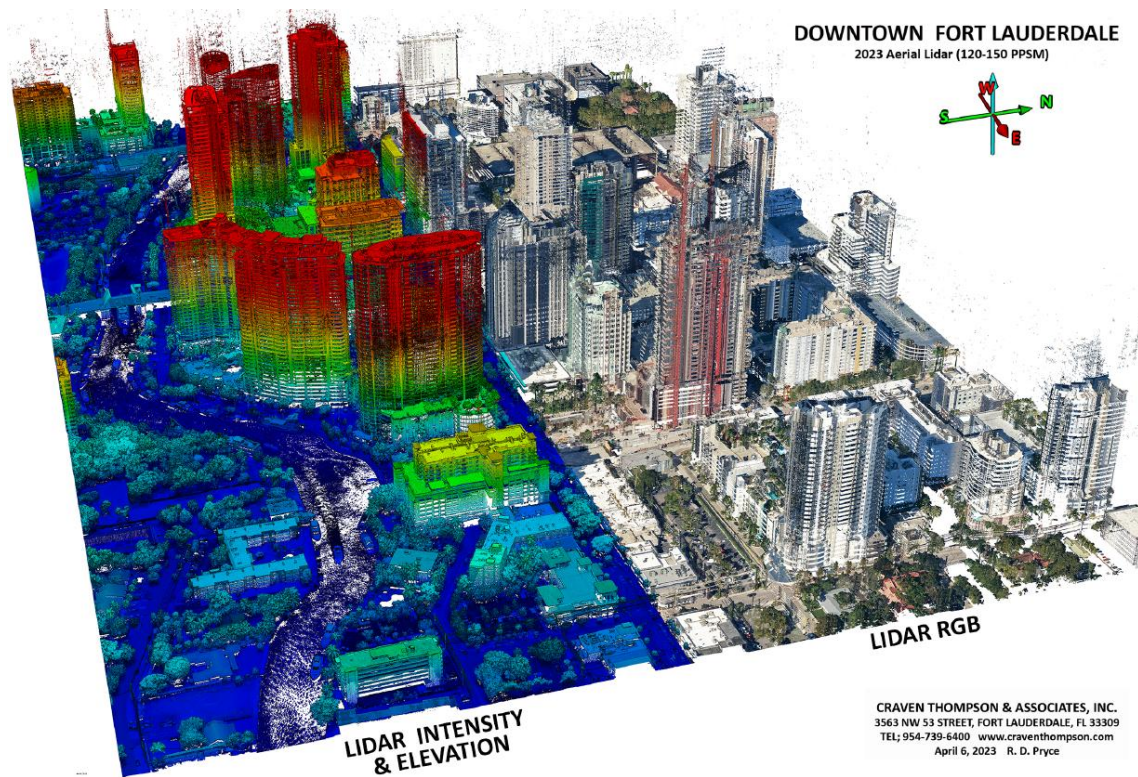 DOWNTOWN FORT LAUDERDALE
2023 Aerial Lidar (120-150 PPSM)
W
S
N
E
LIDAR RGB
LIDAR INTENSITY
& ELEVATION
CRAVEN THOMPSON & ASSOCIATES, INC.
3563 NW 53 STREET, FORT LAUDERDALE, FL 33309
TEL; 954-739-6400 www.craventhompson.com
April 6, 2023 R. D. Pryce